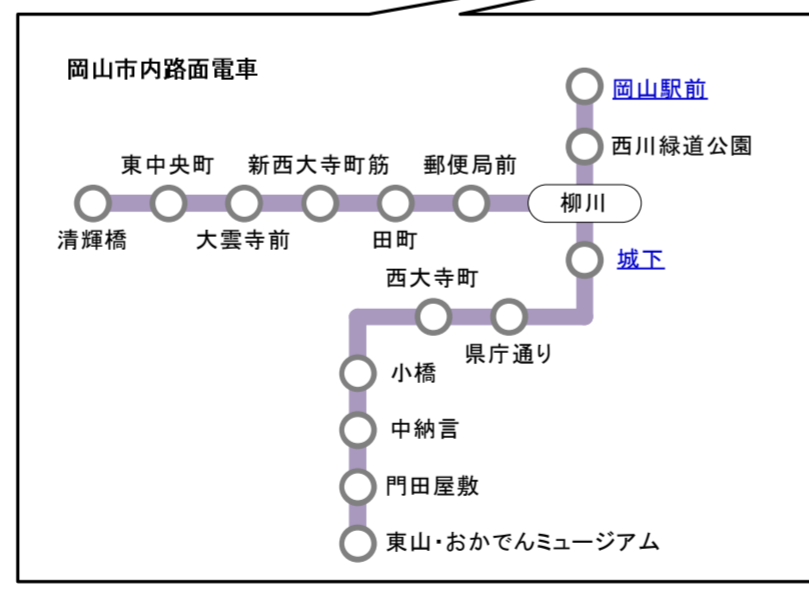 岡山市内路面電車
岡山駅前
西川緑道公園
東中央町
新西大寺町筋
郵便局前
柳川
清輝橋
大雲寺前
田町
城下
西大寺町
県庁通り
小橋
中納言
門田屋敷
東山・おかでんミュージアム